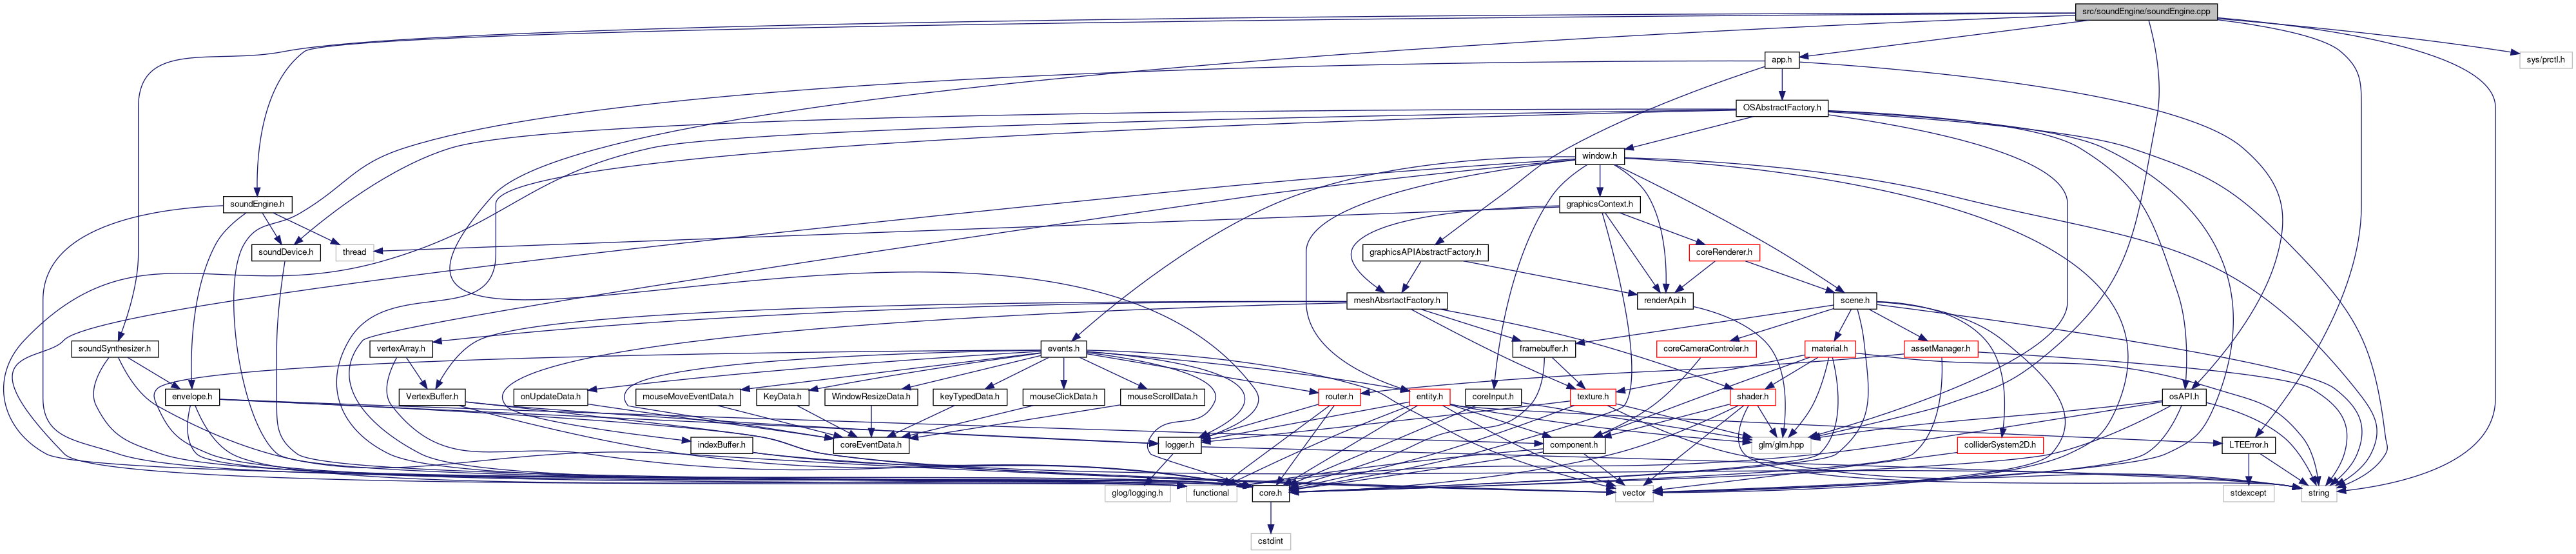 src/soundEngine/soundEngine.cpp
app.h
sys/prctl.h
OSAbstractFactory.h
window.h
soundEngine.h
graphicsContext.h
soundDevice.h
thread
graphicsAPIAbstractFactory.h
coreRenderer.h
meshAbsrtactFactory.h
renderApi.h
scene.h
soundSynthesizer.h
vertexArray.h
events.h
framebuffer.h
coreCameraControler.h
material.h
assetManager.h
envelope.h
VertexBuffer.h
onUpdateData.h
mouseMoveEventData.h
KeyData.h
WindowResizeData.h
keyTypedData.h
mouseClickData.h
mouseScrollData.h
router.h
entity.h
coreInput.h
texture.h
shader.h
osAPI.h
indexBuffer.h
coreEventData.h
logger.h
component.h
glm/glm.hpp
colliderSystem2D.h
LTEError.h
glog/logging.h
functional
core.h
vector
stdexcept
string
cstdint